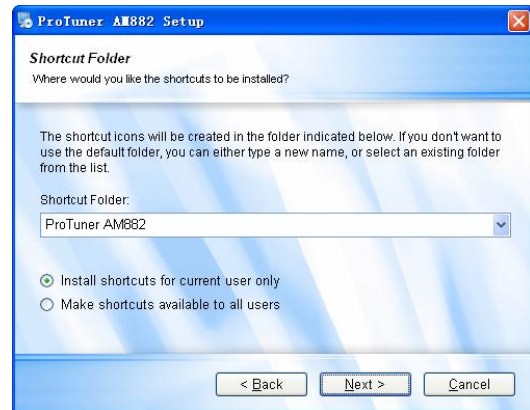 ProTuner AM882 Setup
Shortcut Folder
Where would you like the shortcuts to be installed?
The shortcut icons will be created in the folder indicated below. If you don't want to
use the default folder, you can either type a new name, or select an existing folder
from the list.
Shortcut Folder:
ProTuner AM882
Install shortcuts for current user only
Make shortcuts available to all users
< Back Next > Cancel